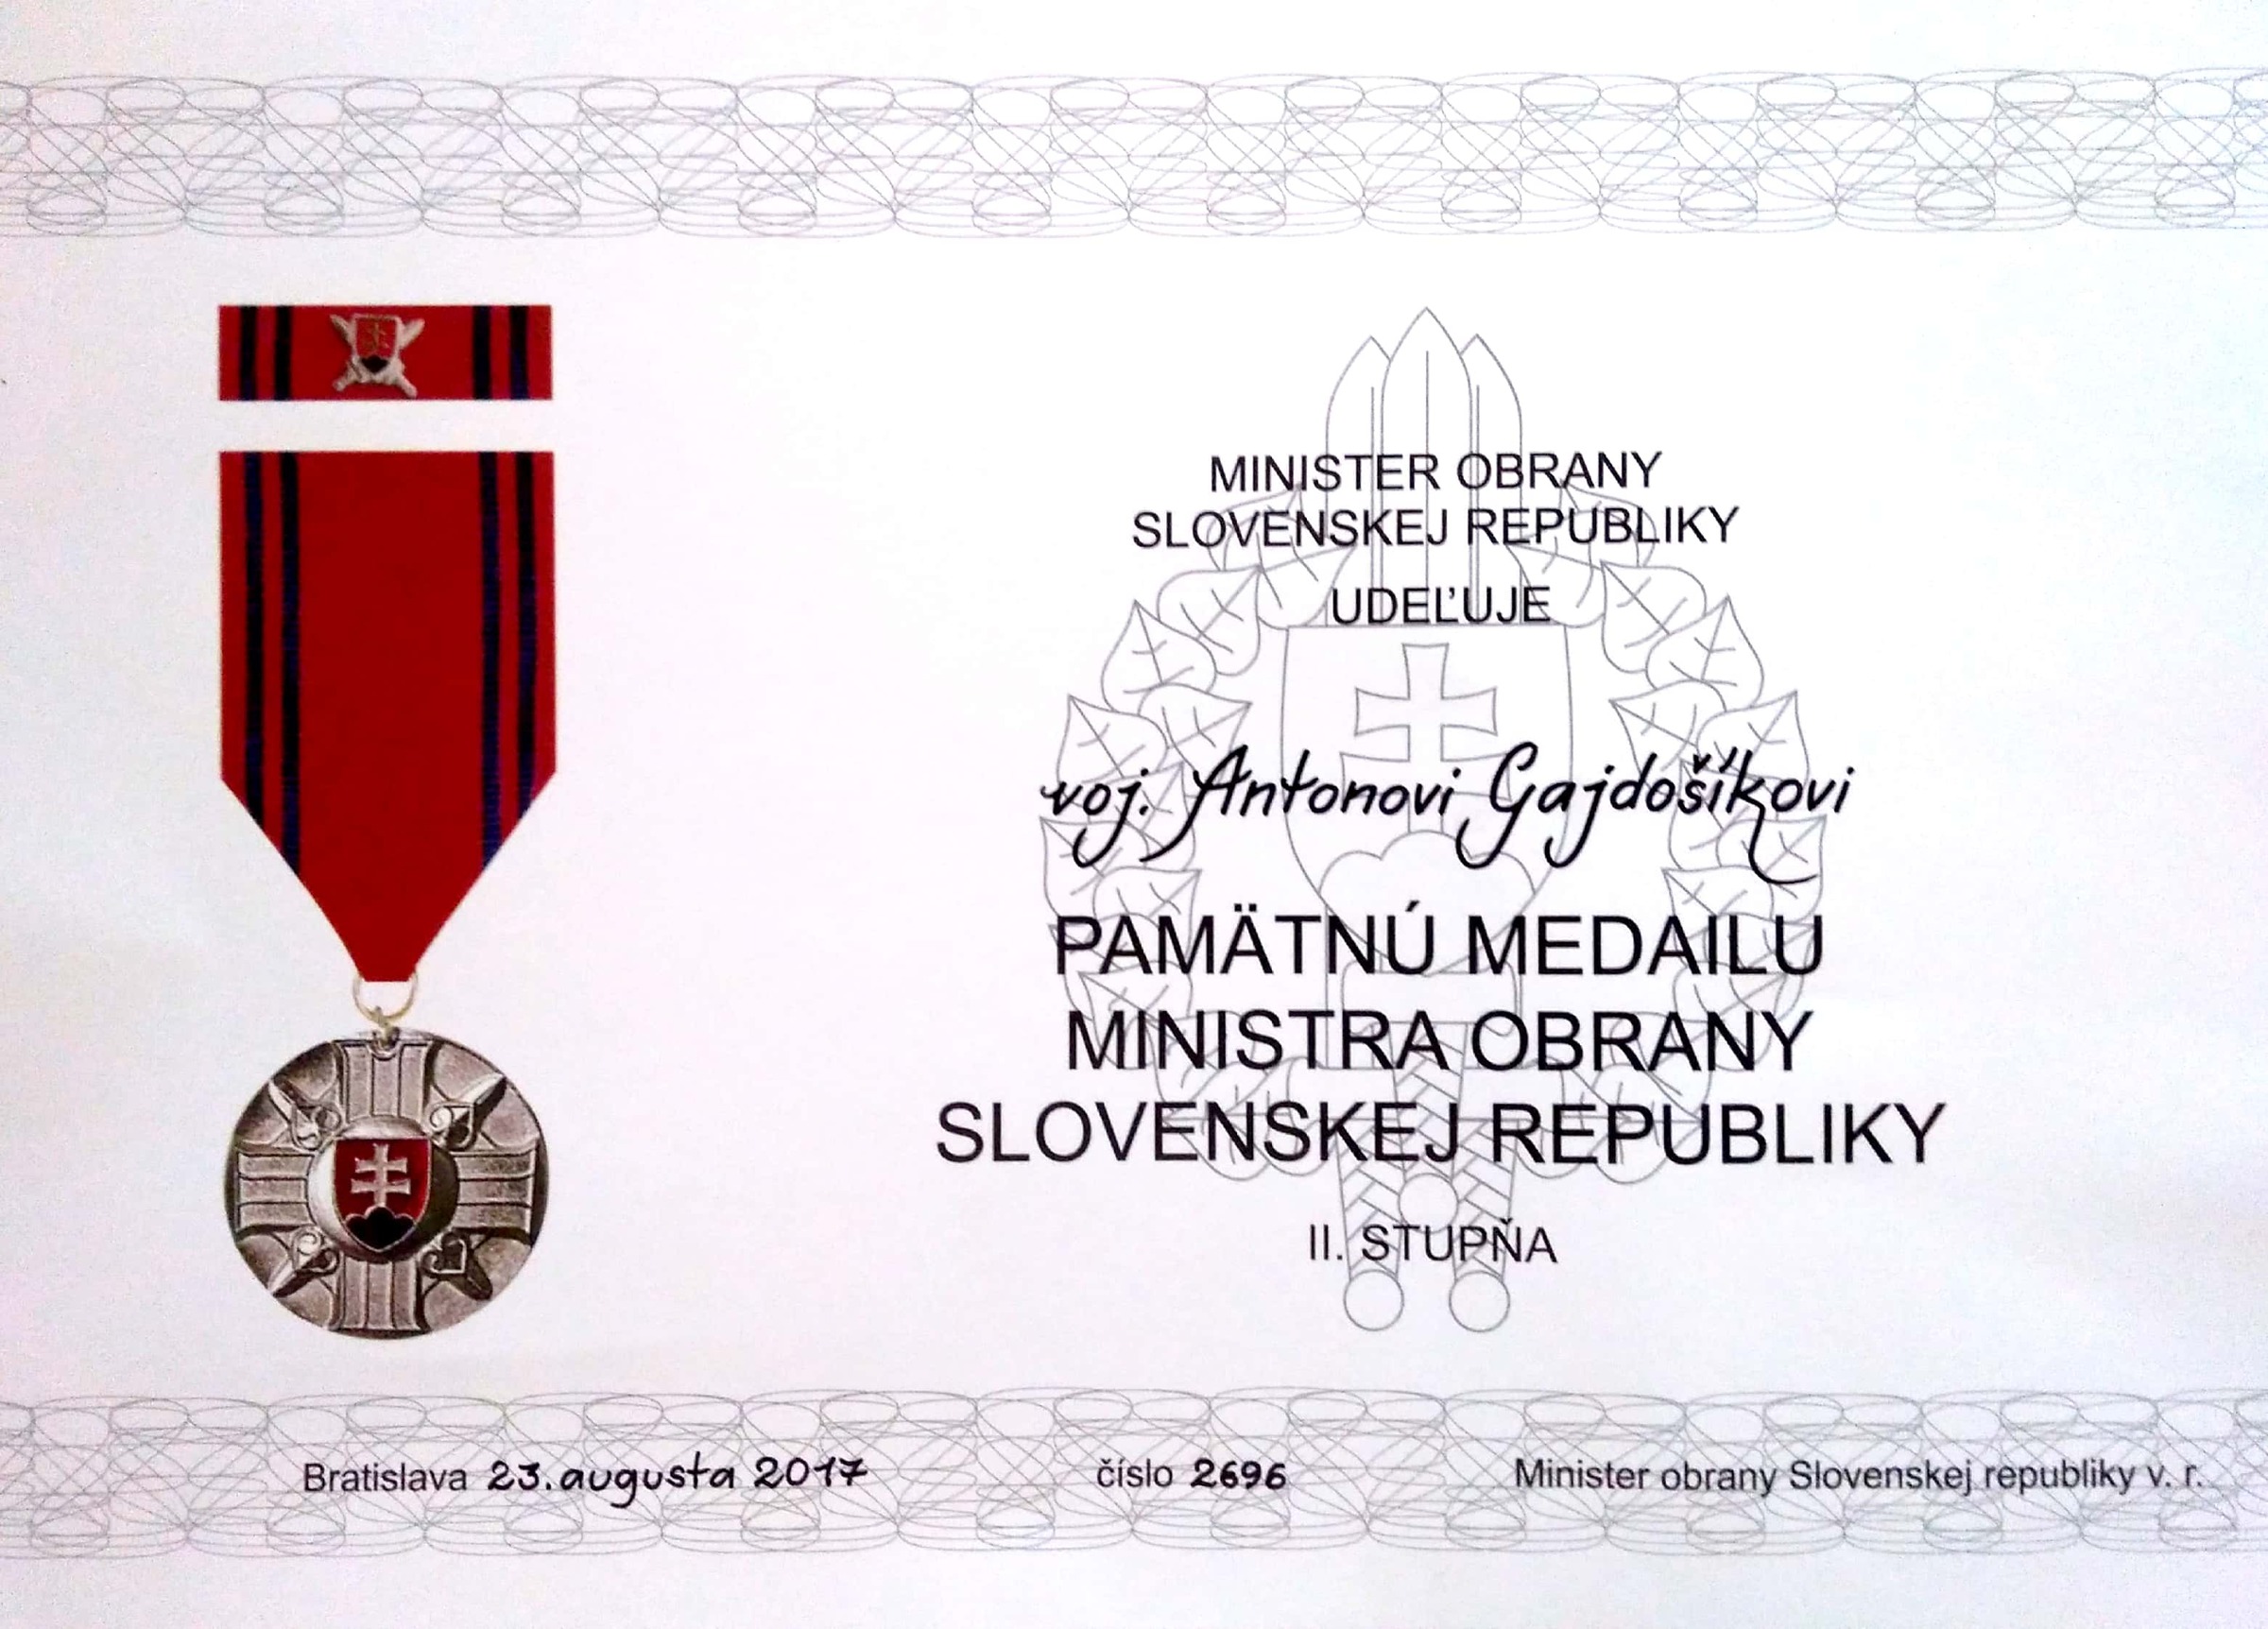 MINISTER OBRANY
SLOVENSKEJ REPUBLIKY
UDEĽUJE
voj. Antonovi Gajdošíkovi
PAMÄTNÚ MEDAILU
MINISTRA OBRANY
SLOVENSKEJ REPUBLIKY
II. STUPŇA
Bratislava 23. augusta 2017 číslo 2696 Minister obrany Slovenskej republiky v. r.